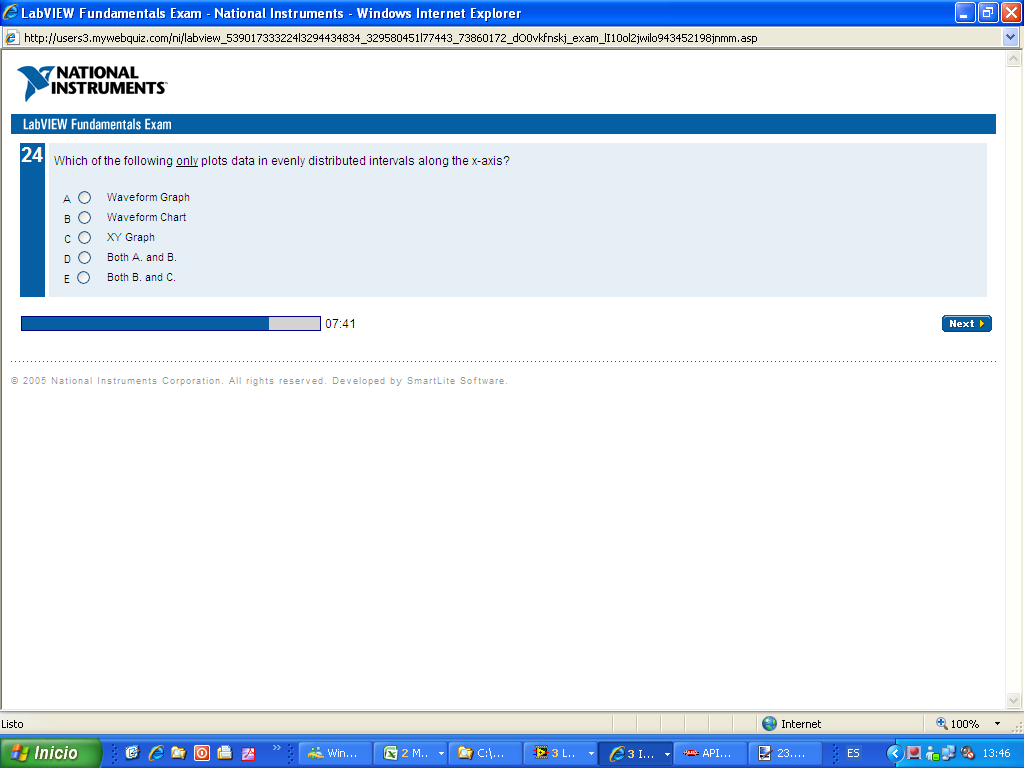 LabVIEW Fundamentals Exam - National Instruments - Windows Internet Explorer
http://users3.mywebquiz.com/ni/labview_539017333224l3294434834_329580451l77443_73860172_dO0vkfnskj_exam_lI10ol2jwilo943452198jnmm.asp
NATIONAL
INSTRUMENTS
LabVIEW Fundamentals Exam
24 Which of the following only plots data in evenly distributed intervals along the x-axis?
A Waveform Graph
B Waveform Chart
C XY Graph
D Both A. and B.
E Both B. and C.
07:41 Next
© 2005 National Instruments Corporation. All rights reserved. Developed by SmartLite Software.
Listo Internet 100%
Inicio Win... 2 M... C:\... 3 L... 3 I... API... 23.... ES 13:46